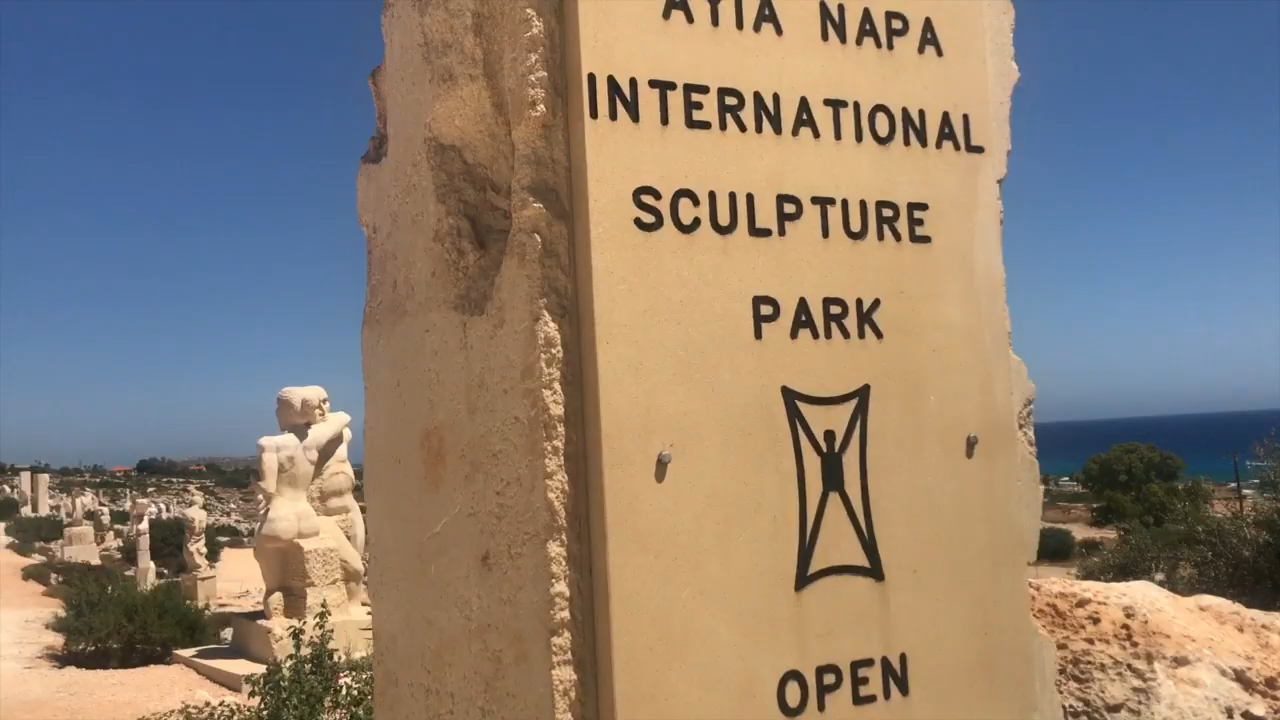 AYIA NAPA
INTERNATIONAL
SCULPTURE
PARK
OPEN